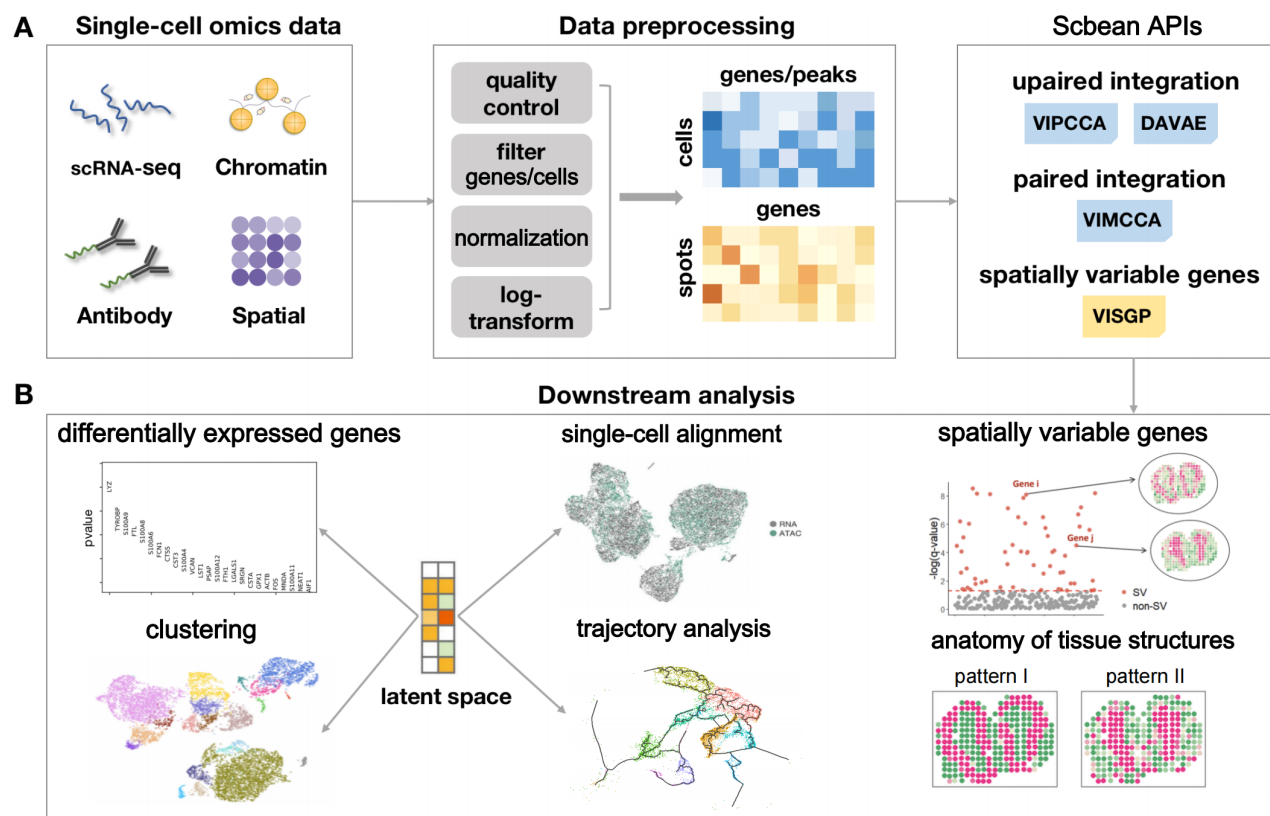 A
Single-cell omics data
Data preprocessing
Scbean APIs
scRNA-seq
Chromatin
Antibody
Spatial
quality
control
filter
genes/cells
normalization
log-
transform
genes/peaks
cells
genes
spots
upaired integration
VIPCCA
DAVAE
paired integration
VIMCCA
spatially variable genes
VISGP
B
Downstream analysis
differentially expressed genes
pvalue
LYZ
TYROBP
S100A9
FTL
S100A8
S100A6
FCN1
CTSS
CST3
S100A4
VCAN
LST1
PSAP
S100A12
FTH1
LGALS1
SRGN
CSTA
GPX1
ACTB
FOS
MNDA
S100A11
NEAT1
AIF1
clustering
latent space
single-cell alignment
RNA
ATAC
trajectory analysis
spatially variable genes
-log(q-value)
8
6
4
2
0
Gene i
Gene j
SV
non-SV
anatomy of tissue structures
pattern I
pattern II